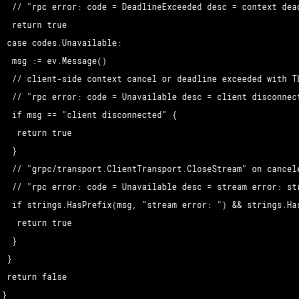 // "rpc error: code = DeadlineExceeded desc = context dead
return true
case codes.Unavailable:
msg := ev.Message()
// client-side context cancel or deadline exceeded with TL
// "rpc error: code = Unavailable desc = client disconnect
if msg == "client disconnected" {
return true
}
// "grpc/transport.ClientTransport.CloseStream" on cancele
// "rpc error: code = Unavailable desc = stream error: str
if strings.HasPrefix(msg, "stream error: ") && strings.Has
return true
}
}
return false
}